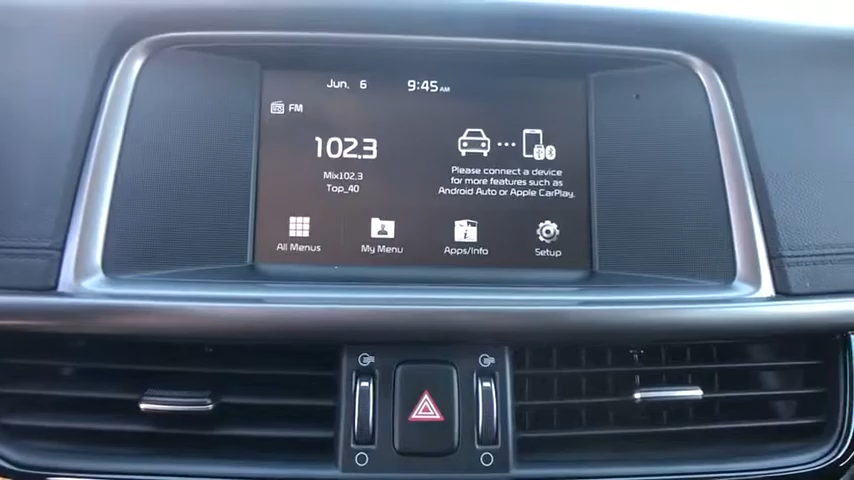 Jun. 6 9:45 AM
FM
102.3
Mix102.3
Top_40
Please connect a device
for more features such as
Android Auto or Apple CarPlay.
All Menus
My Menu
Apps/Info
Setup